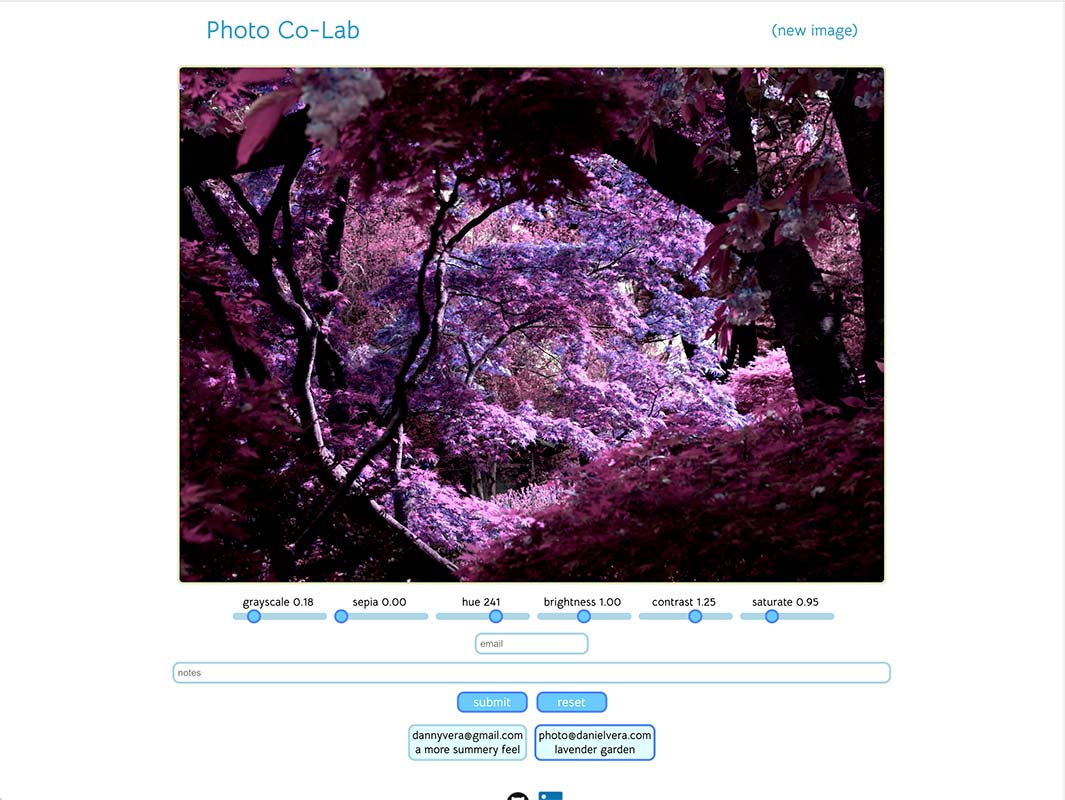 Photo Co-Lab
(new image)
grayscale 0.18
sepia 0.00
hue 241
brightness 1.00
contrast 1.25
saturate 0.95
email
notes
submit
reset
dannyvera@gmail.com
a more summery feel
photo@danielvera.com
lavender garden